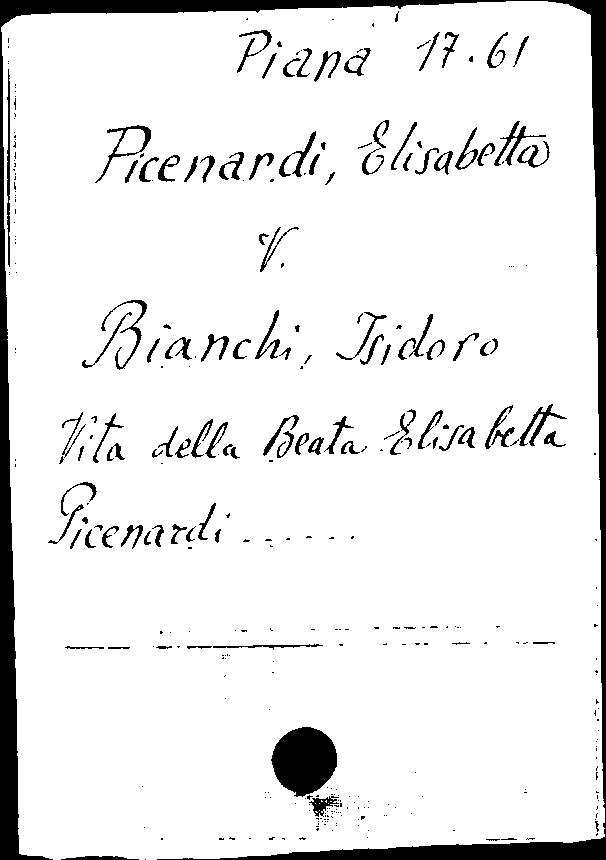 Piana 17.61
Picenardi, Elisabetta
V.
Bianchi, Isidoro
Vita della Beata Elisabetta
Picenardi ......